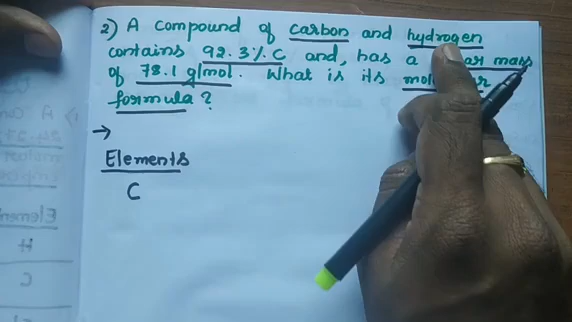 2) A compound of carbon and hydrogen
contains 92.3% C and, has a mass
of 78.1 g/mol. What is its
formula?
→
Elements
C